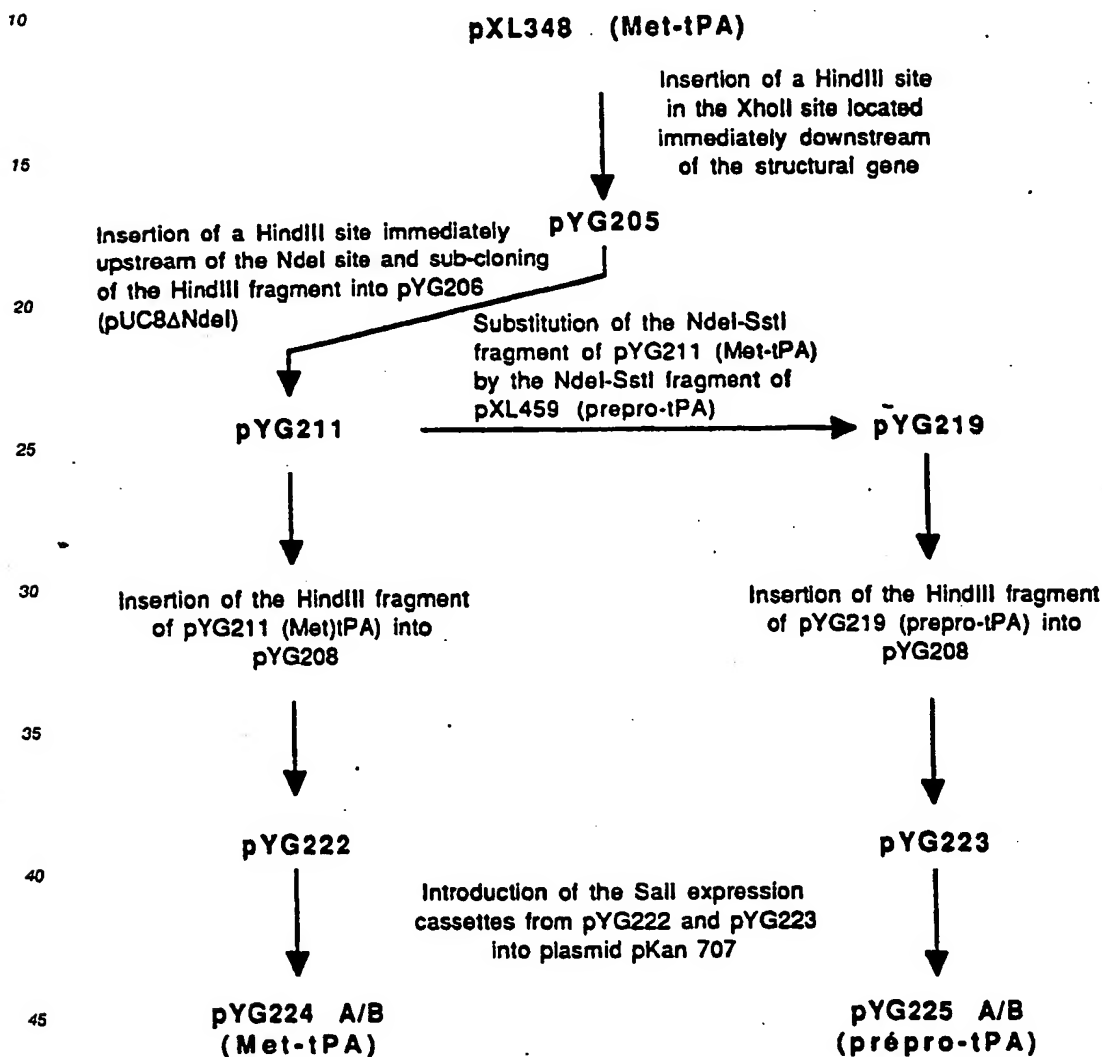 10
pXL348 (Met-tPA)
Insertion of a HindIII site
in the XhoII site located
immediately downstream
of the structural gene
15
pYG205
Insertion of a HindIII site immediately
upstream of the NdeI site and sub-cloning
of the HindIII fragment into pYG206
(pUC8ΔNdeI)
20
Substitution of the NdeI-SstI
fragment of pYG211 (Met-tPA)
by the NdeI-SstI fragment of
pXL459 (prepro-tPA)
pYG211
pYG219
25
30
Insertion of the HindIII fragment
of pYG211 (Met)tPA) into
pYG208
Insertion of the HindIII fragment
of pYG219 (prepro-tPA) into
pYG208
35
pYG222
pYG223
40
Introduction of the SalI expression
cassettes from pYG222 and pYG223
into plasmid pKan 707
45
pYG224 A/B
(Met-tPA)
pYG225 A/B
(prépro-tPA)